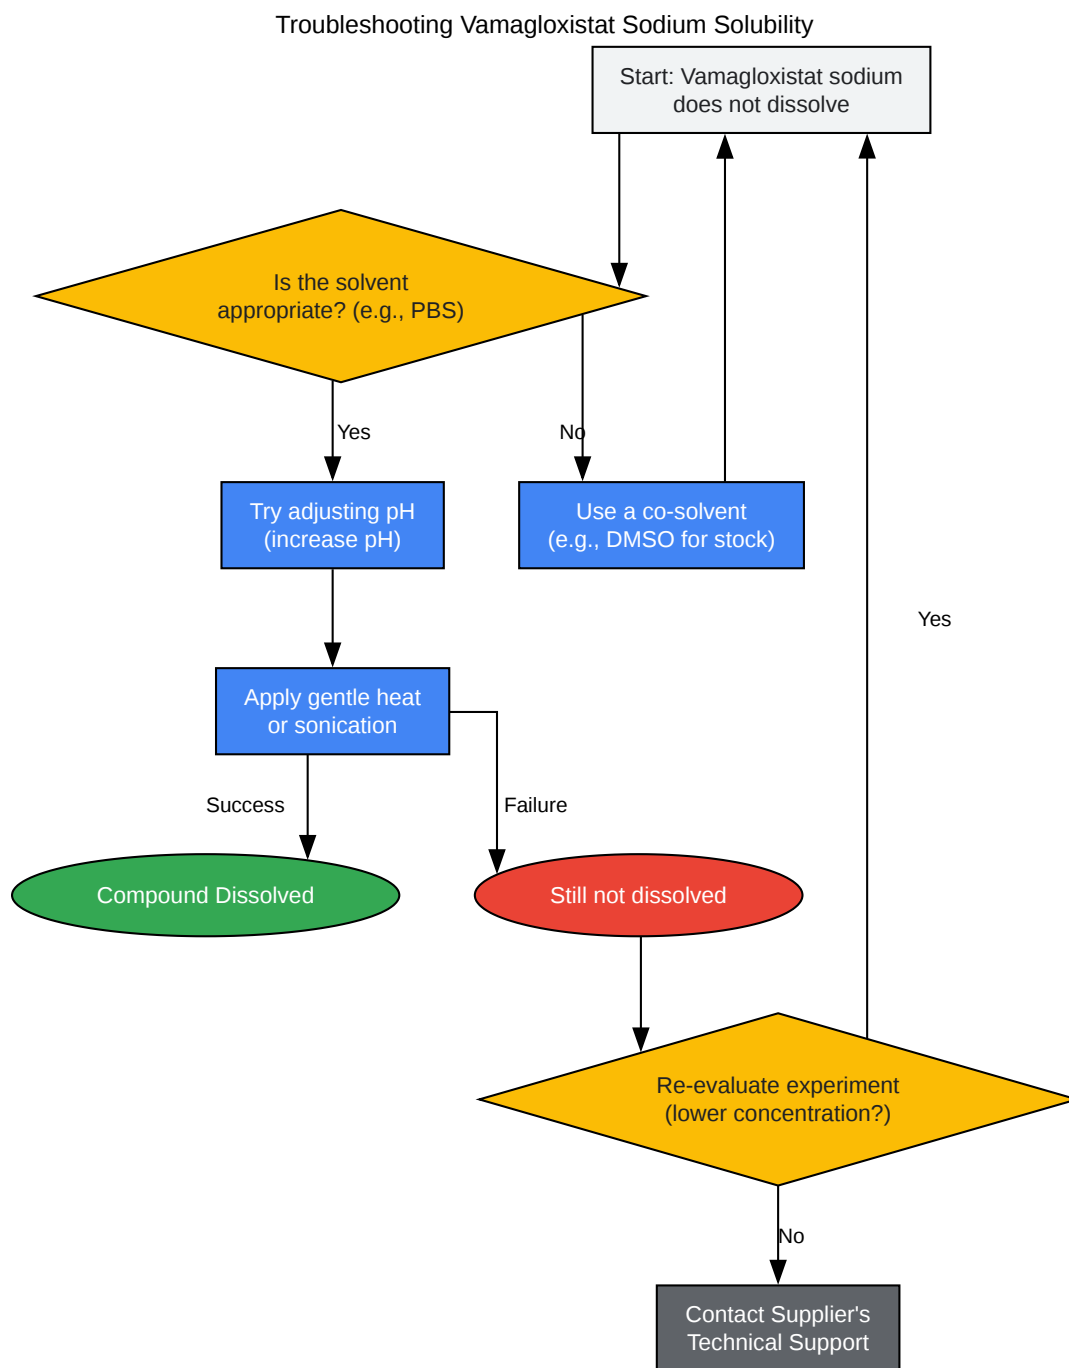 Troubleshooting Vamagloxistat Sodium Solubility
Start: Vamagloxistat sodium
does not dissolve
Is the solvent
appropriate? (e.g., PBS)
Yes
No
Try adjusting pH
(increase pH)
Use a co-solvent
(e.g., DMSO for stock)
Yes
Apply gentle heat
or sonication
Success
Failure
Compound Dissolved
Still not dissolved
Re-evaluate experiment
(lower concentration?)
No
Contact Supplier's
Technical Support